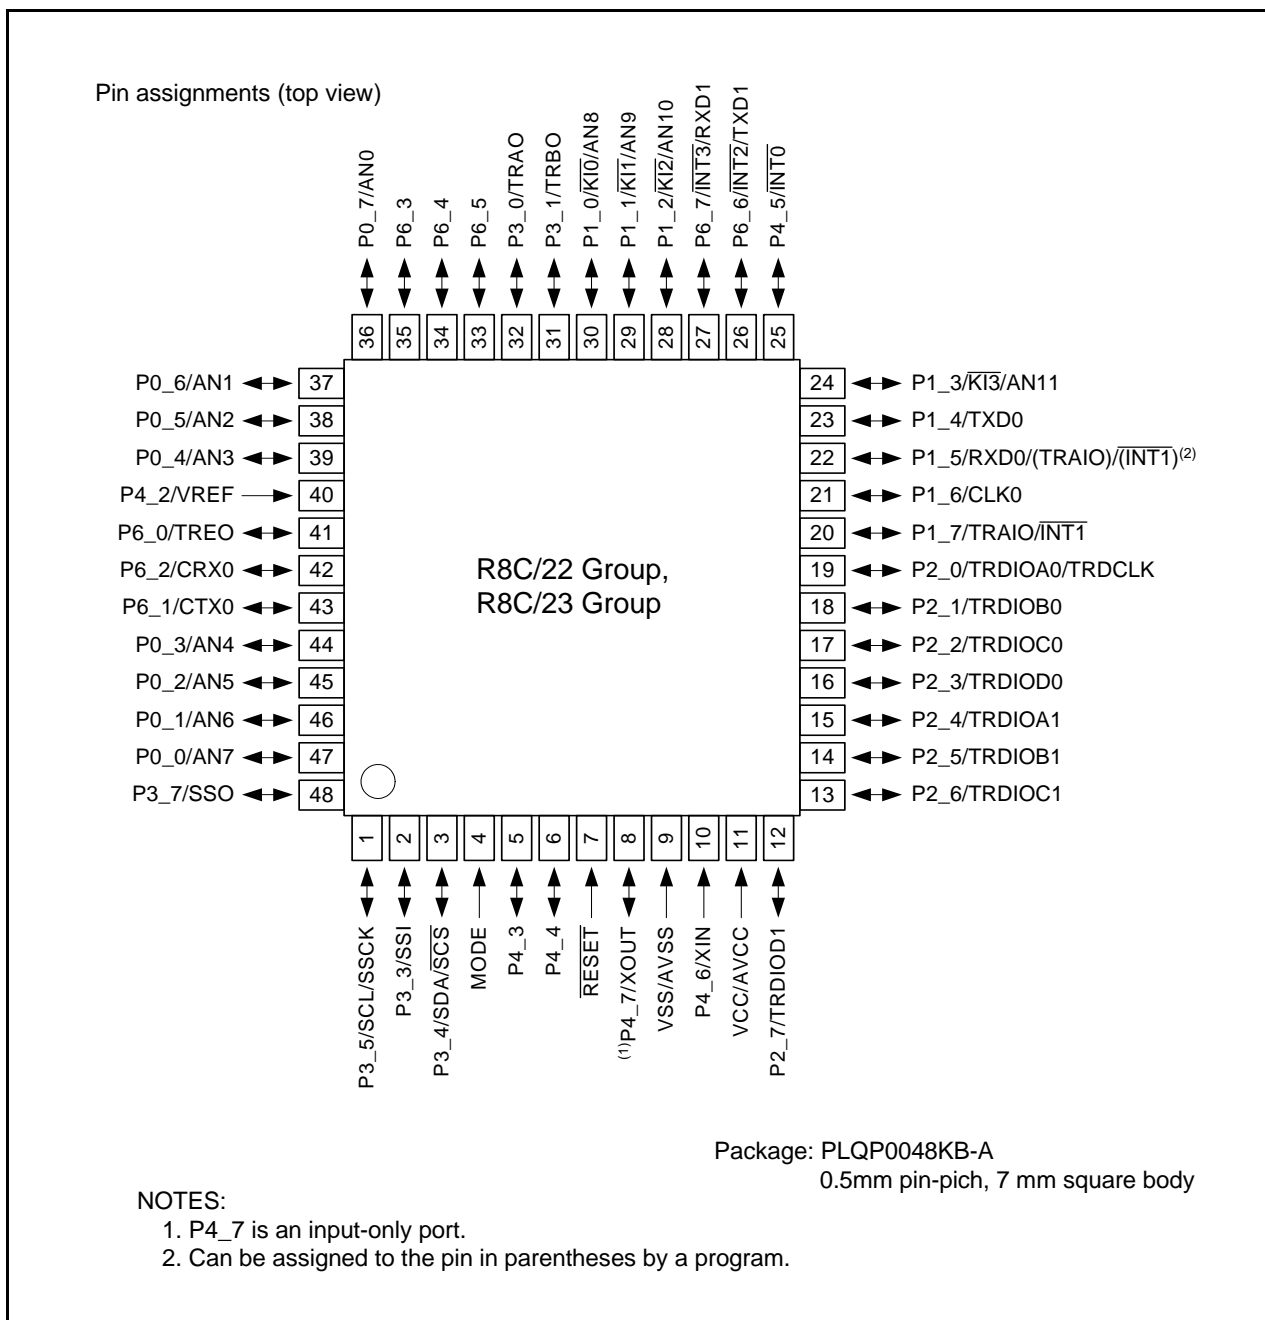 Pin assignments (top view)
P0_7/AN0
P6_3
P6_4
P6_5
P3_0/TRAO
P3_1/TRBO
P1_0/KI0/AN8
P1_1/KI1/AN9
P1_2/KI2/AN10
P6_7/INT3/RXD1
P6_6/INT2/TXD1
P4_5/INT0
36
35
34
33
32
31
30
29
28
27
26
25
P0_6/AN1 37
P0_5/AN2 38
P0_4/AN3 39
P4_2/VREF 40
P6_0/TREO 41
P6_2/CRX0 42
P6_1/CTX0 43
P0_3/AN4 44
P0_2/AN5 45
P0_1/AN6 46
P0_0/AN7 47
P3_7/SSO 48
R8C/22 Group,
R8C/23 Group
24 P1_3/KI3/AN11
23 P1_4/TXD0
22 P1_5/RXD0/(TRAIO)/(INT1)(2)
21 P1_6/CLK0
20 P1_7/TRAIO/INT1
19 P2_0/TRDIOA0/TRDCLK
18 P2_1/TRDIOB0
17 P2_2/TRDIOC0
16 P2_3/TRDIOD0
15 P2_4/TRDIOA1
14 P2_5/TRDIOB1
13 P2_6/TRDIOC1
1
2
3
4
5
6
7
8
9
10
11
12
P3_5/SCL/SSCK
P3_3/SSI
P3_4/SDA/SCS
MODE
P4_3
P4_4
RESET
(1)P4_7/XOUT
VSS/AVSS
P4_6/XIN
VCC/AVCC
P2_7/TRDIOD1
Package: PLQP0048KB-A
0.5mm pin-pich, 7 mm square body
NOTES:
1. P4_7 is an input-only port.
2. Can be assigned to the pin in parentheses by a program.